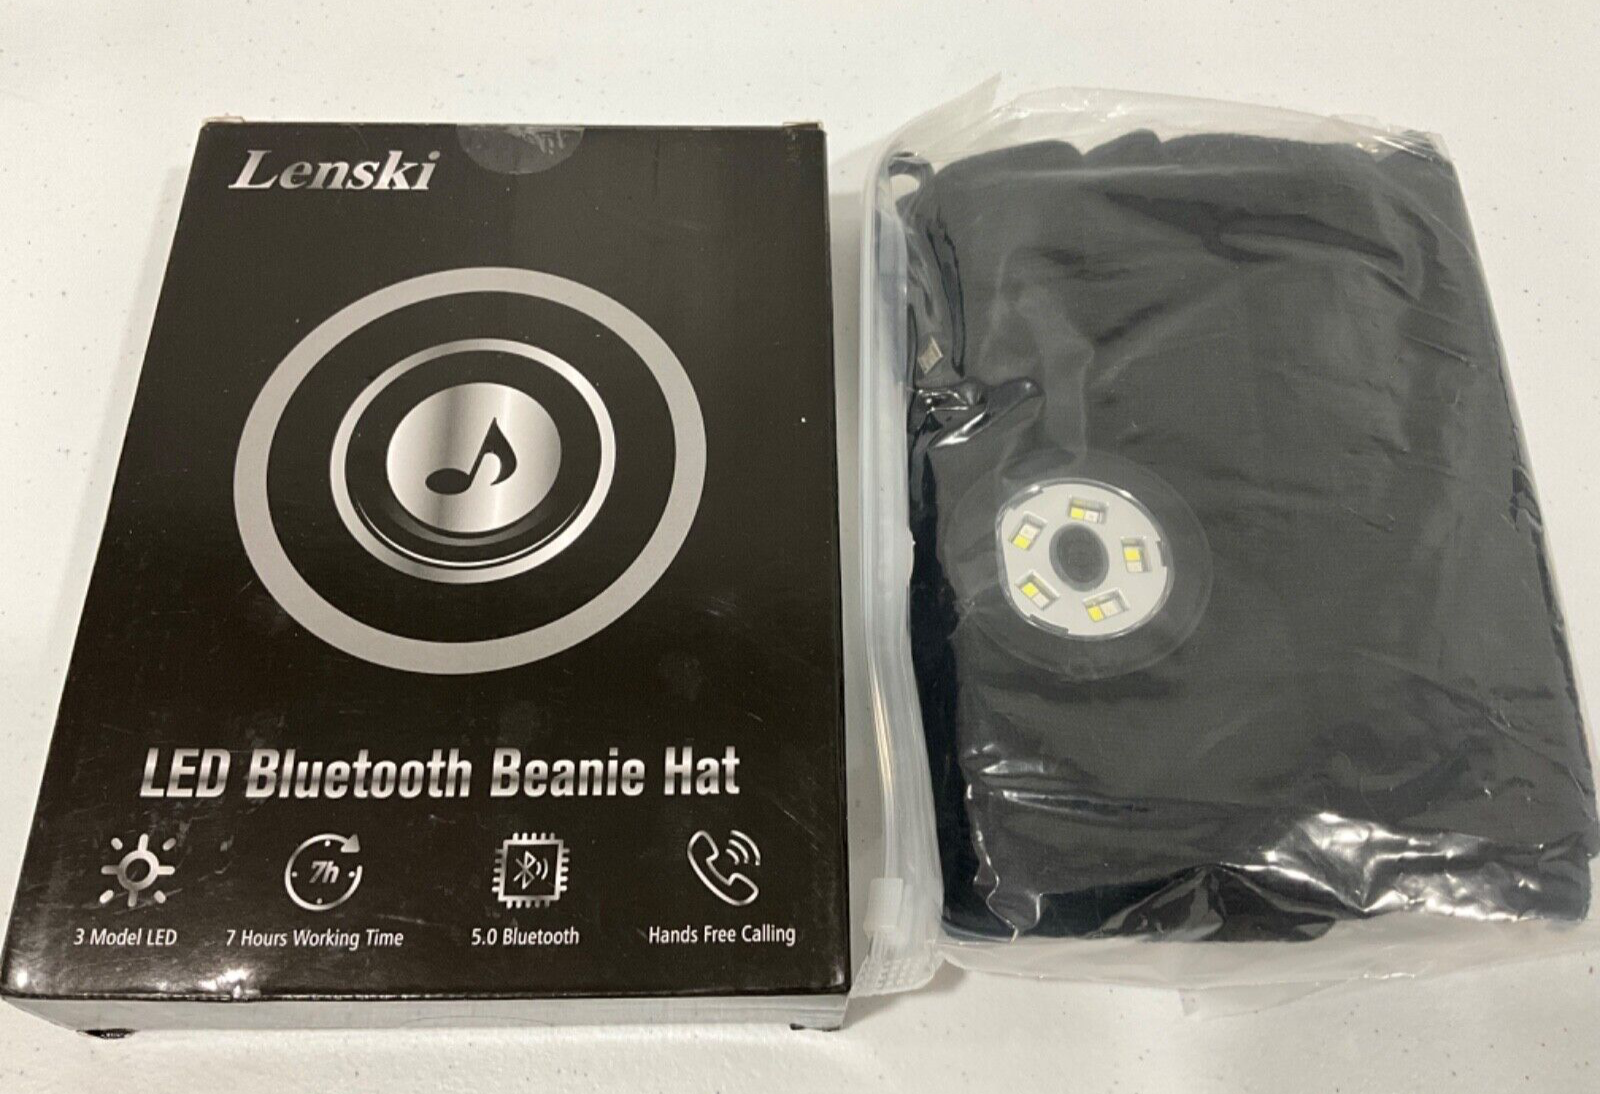 Lenski
LED Bluetooth Beanie Hat
7h
3 Model LED
7 Hours Working Time
5.0 Bluetooth
Hands Free Calling